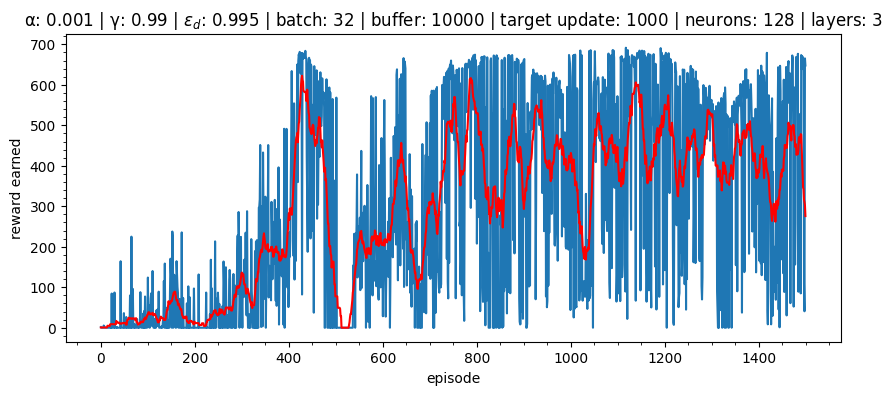 α: 0.001 | γ: 0.99 | ε_d: 0.995 | batch: 32 | buffer: 10000 | target update: 1000 | neurons: 128 | layers: 3
700
600
500
400
300
200
100
0
reward earned
0 200 400 600 800 1000 1200 1400
episode